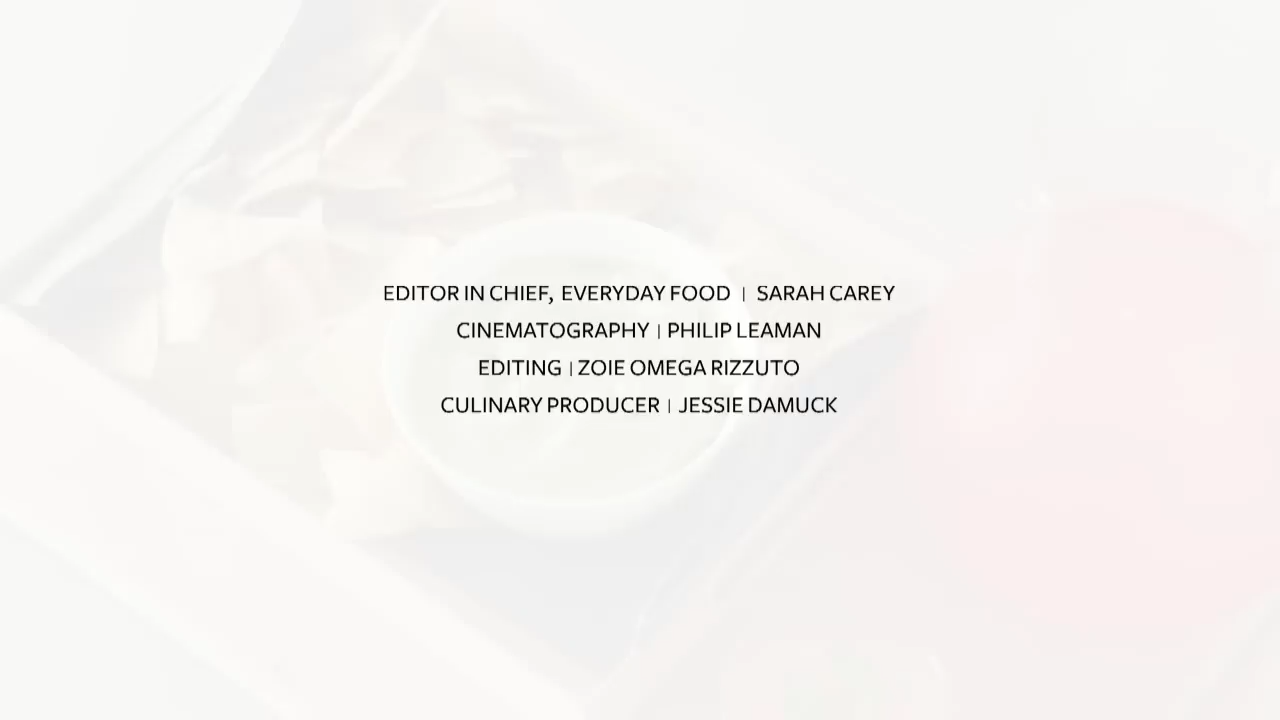 EDITOR IN CHIEF, EVERYDAY FOOD | SARAH CAREY
CINEMATOGRAPHY | PHILIP LEAMAN
EDITING | ZOIE OMEGA RIZZUTO
CULINARY PRODUCER | JESSIE DAMUCK